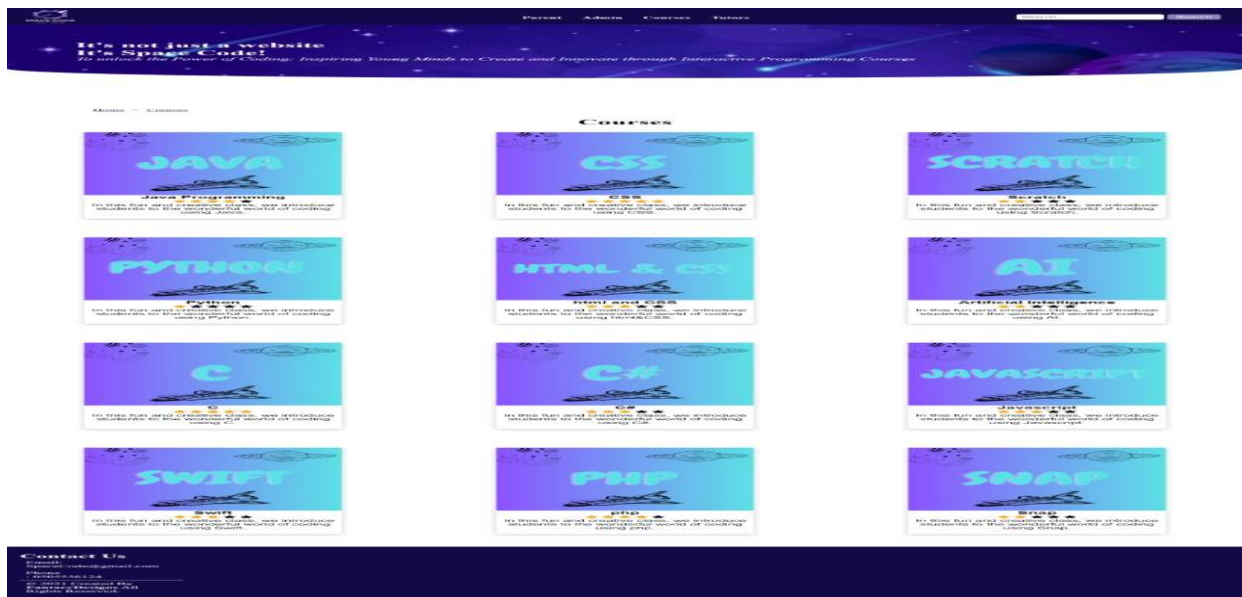 SPACE CODE
Parent Admin Courses Tutors
Search
It's not just a website
It's Space Code!
To unlock the Power of Coding: Inspiring Young Minds to Create and Innovate through Interactive Programming Courses
Home - Courses
Courses
JAVA
Java Programming
In this fun and creative class, we introduce
students to the wonderful world of coding
using Java.
CSS
CSS
In this fun and creative class, we introduce
students to the wonderful world of coding
using CSS.
SCRATCH
Scratch
In this fun and creative class, we introduce
students to the wonderful world of coding
using Scratch.
PYTHON
Python
In this fun and creative class, we introduce
students to the wonderful world of coding
using Python.
HTML & CSS
html and CSS
In this fun and creative class, we introduce
students to the wonderful world of coding
using html&CSS.
AI
Artificial Intelligence
In this fun and creative class, we introduce
students to the wonderful world of coding
using AI.
C
C
In this fun and creative class, we introduce
students to the wonderful world of coding
using C.
C#
C#
In this fun and creative class, we introduce
students to the wonderful world of coding
using C#.
JAVASCRIPT
Javascript
In this fun and creative class, we introduce
students to the wonderful world of coding
using Javascript.
SWIFT
Swift
In this fun and creative class, we introduce
students to the wonderful world of coding
using Swift.
PHP
php
In this fun and creative class, we introduce
students to the wonderful world of coding
using php.
SNAP
Snap
In this fun and creative class, we introduce
students to the wonderful world of coding
using Snap.
Contact Us
Email:
SpaceCode@gmail.com
Phone
: 0505556124
© 2021 Created By
All
Rights Reserved.